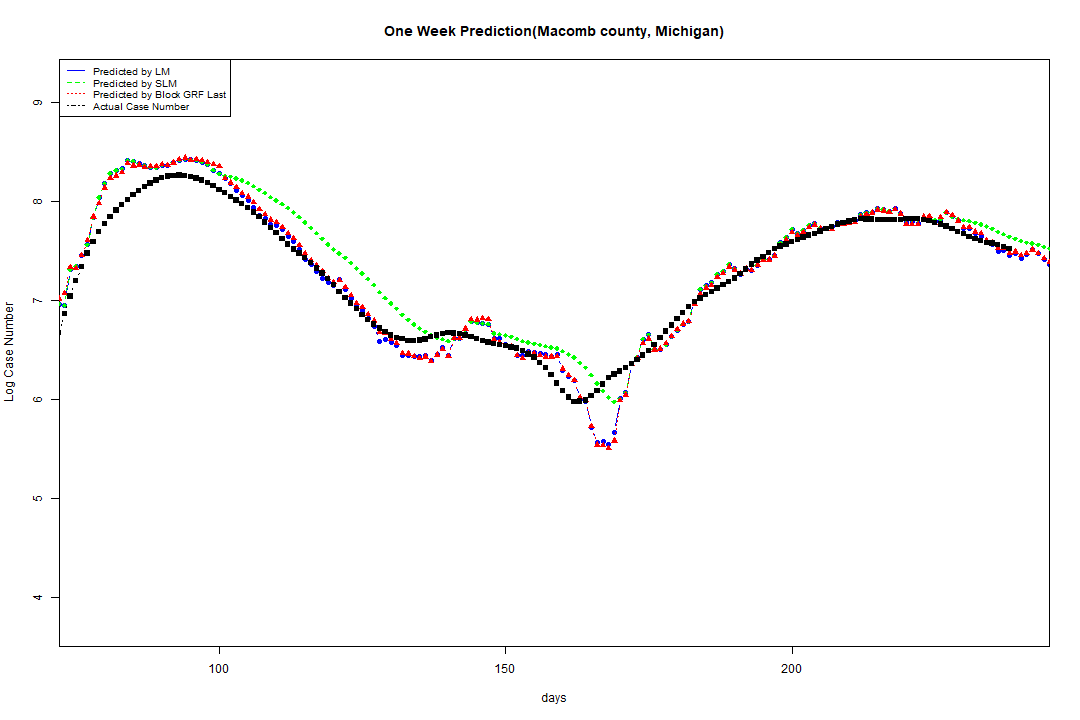 One Week Prediction(Macomb county, Michigan)
Predicted by LM
Predicted by SLM
Predicted by Block GRF Last
Actual Case Number
9
8
7
6
5
4
Log Case Number
100 150 200
days